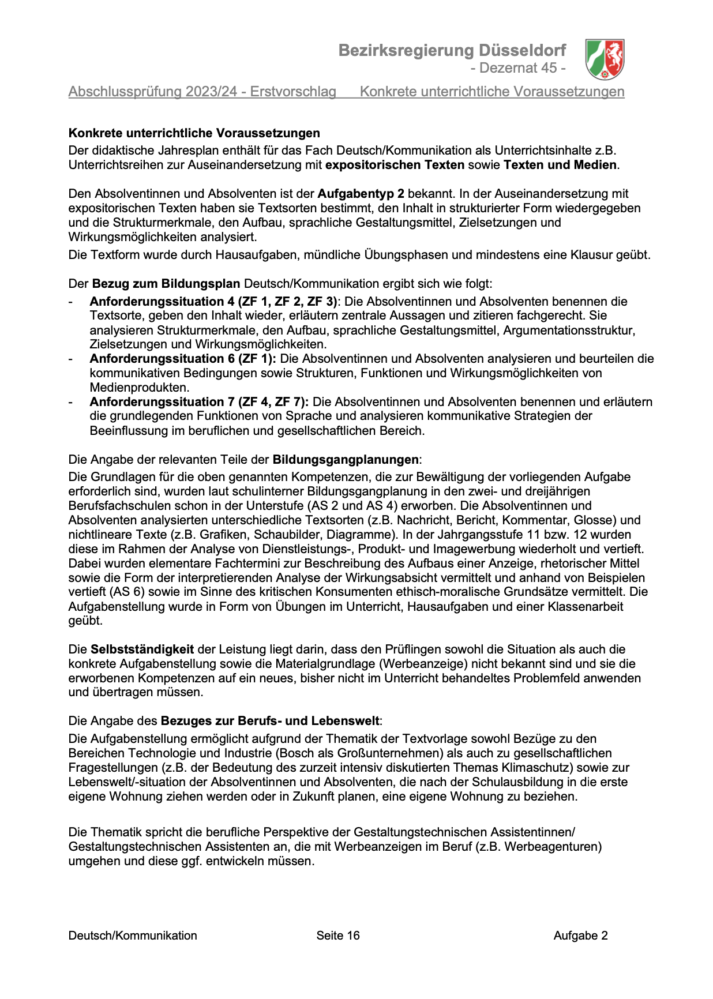 Bezirksregierung Düsseldorf
- Dezernat 45 -
Abschlussprüfung 2023/24 - Erstvorschlag Konkrete unterrichtliche Voraussetzungen
Konkrete unterrichtliche Voraussetzungen
Der didaktische Jahresplan enthält für das Fach Deutsch/Kommunikation als Unterrichtsinhalte z.B.
Unterrichtsreihen zur Auseinandersetzung mit expositorischen Texten sowie Texten und Medien.
Den Absolventinnen und Absolventen ist der Aufgabentyp 2 bekannt. In der Auseinandersetzung mit
expositorischen Texten haben sie Textsorten bestimmt, den Inhalt in strukturierter Form wiedergegeben
und die Strukturmerkmale, den Aufbau, sprachliche Gestaltungsmittel, Zielsetzungen und
Wirkungsmöglichkeiten analysiert.
Die Textform wurde durch Hausaufgaben, mündliche Übungsphasen und mindestens eine Klausur geübt.
Der Bezug zum Bildungsplan Deutsch/Kommunikation ergibt sich wie folgt:
- Anforderungssituation 4 (ZF 1, ZF 2, ZF 3): Die Absolventinnen und Absolventen benennen die
Textsorte, geben den Inhalt wieder, erläutern zentrale Aussagen und zitieren fachgerecht. Sie
analysieren Strukturmerkmale, den Aufbau, sprachliche Gestaltungsmittel, Argumentationsstruktur,
Zielsetzungen und Wirkungsmöglichkeiten.
- Anforderungssituation 6 (ZF 1): Die Absolventinnen und Absolventen analysieren und beurteilen die
kommunikativen Bedingungen sowie Strukturen, Funktionen und Wirkungsmöglichkeiten von
Medienprodukten.
- Anforderungssituation 7 (ZF 4, ZF 7): Die Absolventinnen und Absolventen benennen und erläutern
die grundlegenden Funktionen von Sprache und analysieren kommunikative Strategien der
Beeinflussung im beruflichen und gesellschaftlichen Bereich.
Die Angabe der relevanten Teile der Bildungsgangplanungen:
Die Grundlagen für die oben genannten Kompetenzen, die zur Bewältigung der vorliegenden Aufgabe
erforderlich sind, wurden laut schulinterner Bildungsgangplanung in den zwei- und dreijährigen
Berufsfachschulen schon in der Unterstufe (AS 2 und AS 4) erworben. Die Absolventinnen und
Absolventen analysierten unterschiedliche Textsorten (z.B. Nachricht, Bericht, Kommentar, Glosse) und
nichtlineare Texte (z.B. Grafiken, Schaubilder, Diagramme). In der Jahrgangsstufe 11 bzw. 12 wurden
diese im Rahmen der Analyse von Dienstleistungs-, Produkt- und Imagewerbung wiederholt und vertieft.
Dabei wurden elementare Fachtermini zur Beschreibung des Aufbaus einer Anzeige, rhetorischer Mittel
sowie die Form der interpretierenden Analyse der Wirkungsabsicht vermittelt und anhand von Beispielen
vertieft (AS 6) sowie im Sinne des kritischen Konsumenten ethisch-moralische Grundsätze vermittelt. Die
Aufgabenstellung wurde in Form von Übungen im Unterricht, Hausaufgaben und einer Klassenarbeit
geübt.
Die Selbstständigkeit der Leistung liegt darin, dass den Prüflingen sowohl die Situation als auch die
konkrete Aufgabenstellung sowie die Materialgrundlage (Werbeanzeige) nicht bekannt sind und sie die
erworbenen Kompetenzen auf ein neues, bisher nicht im Unterricht behandeltes Problemfeld anwenden
und übertragen müssen.
Die Angabe des Bezuges zur Berufs- und Lebenswelt:
Die Aufgabenstellung ermöglicht aufgrund der Thematik der Textvorlage sowohl Bezüge zu den
Bereichen Technologie und Industrie (Bosch als Großunternehmen) als auch zu gesellschaftlichen
Fragestellungen (z.B. der Bedeutung des zurzeit intensiv diskutierten Themas Klimaschutz) sowie zur
Lebenswelt/-situation der Absolventinnen und Absolventen, die nach der Schulausbildung in die erste
eigene Wohnung ziehen werden oder in Zukunft planen, eine eigene Wohnung zu beziehen.
Die Thematik spricht die berufliche Perspektive der Gestaltungstechnischen Assistentinnen/
Gestaltungstechnischen Assistenten an, die mit Werbeanzeigen im Beruf (z.B. Werbeagenturen)
umgehen und diese ggf. entwickeln müssen.
Deutsch/Kommunikation Seite 16 Aufgabe 2